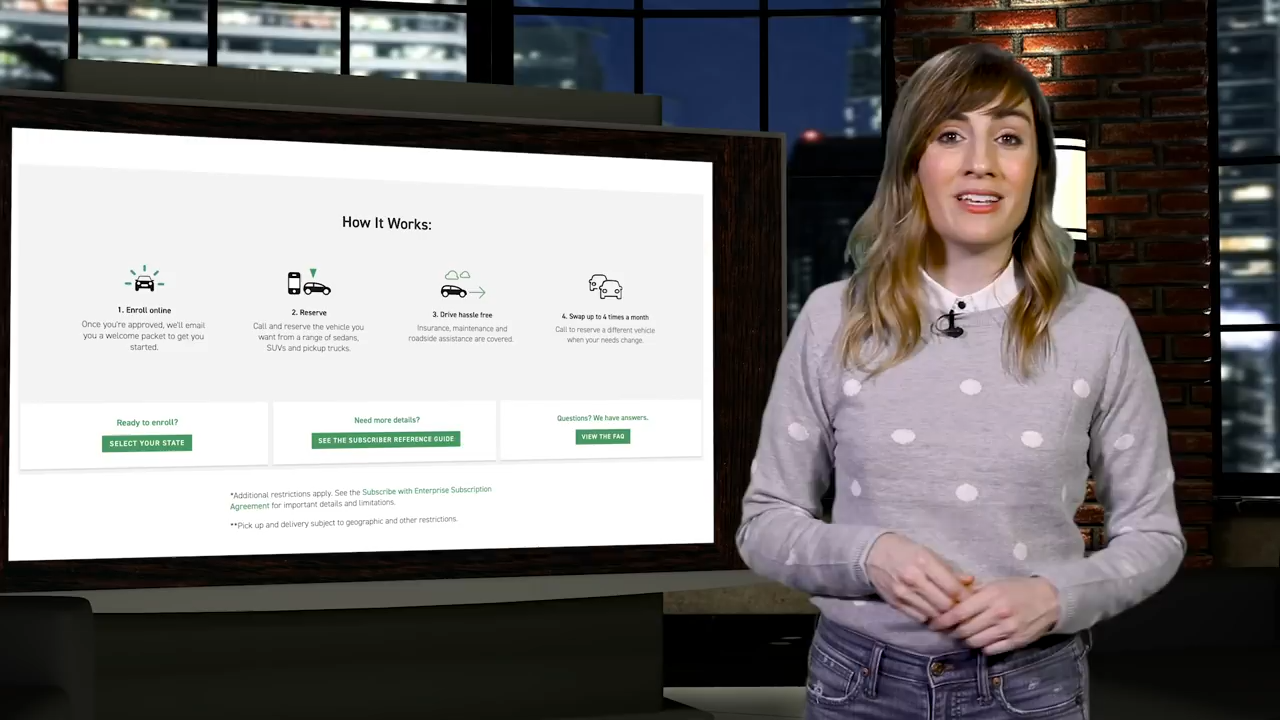 How It Works:
1. Enroll online
Once you're approved, we'll email
you a welcome packet to get you
started.
2. Reserve
Call and reserve the vehicle you
want from a range of sedans,
SUVs and pickup trucks.
3. Drive hassle free
Insurance, maintenance and
roadside assistance are covered.
4. Swap up to 4 times a month
Call to reserve a different vehicle
when your needs change.
Ready to enroll?
SELECT YOUR STATE
Need more details?
SEE THE SUBSCRIBER REFERENCE GUIDE
Questions? We have answers.
VIEW THE FAQ
*Additional restrictions apply. See the Subscribe with Enterprise Subscription
Agreement for important details and limitations.
**Pick up and delivery subject to geographic and other restrictions.